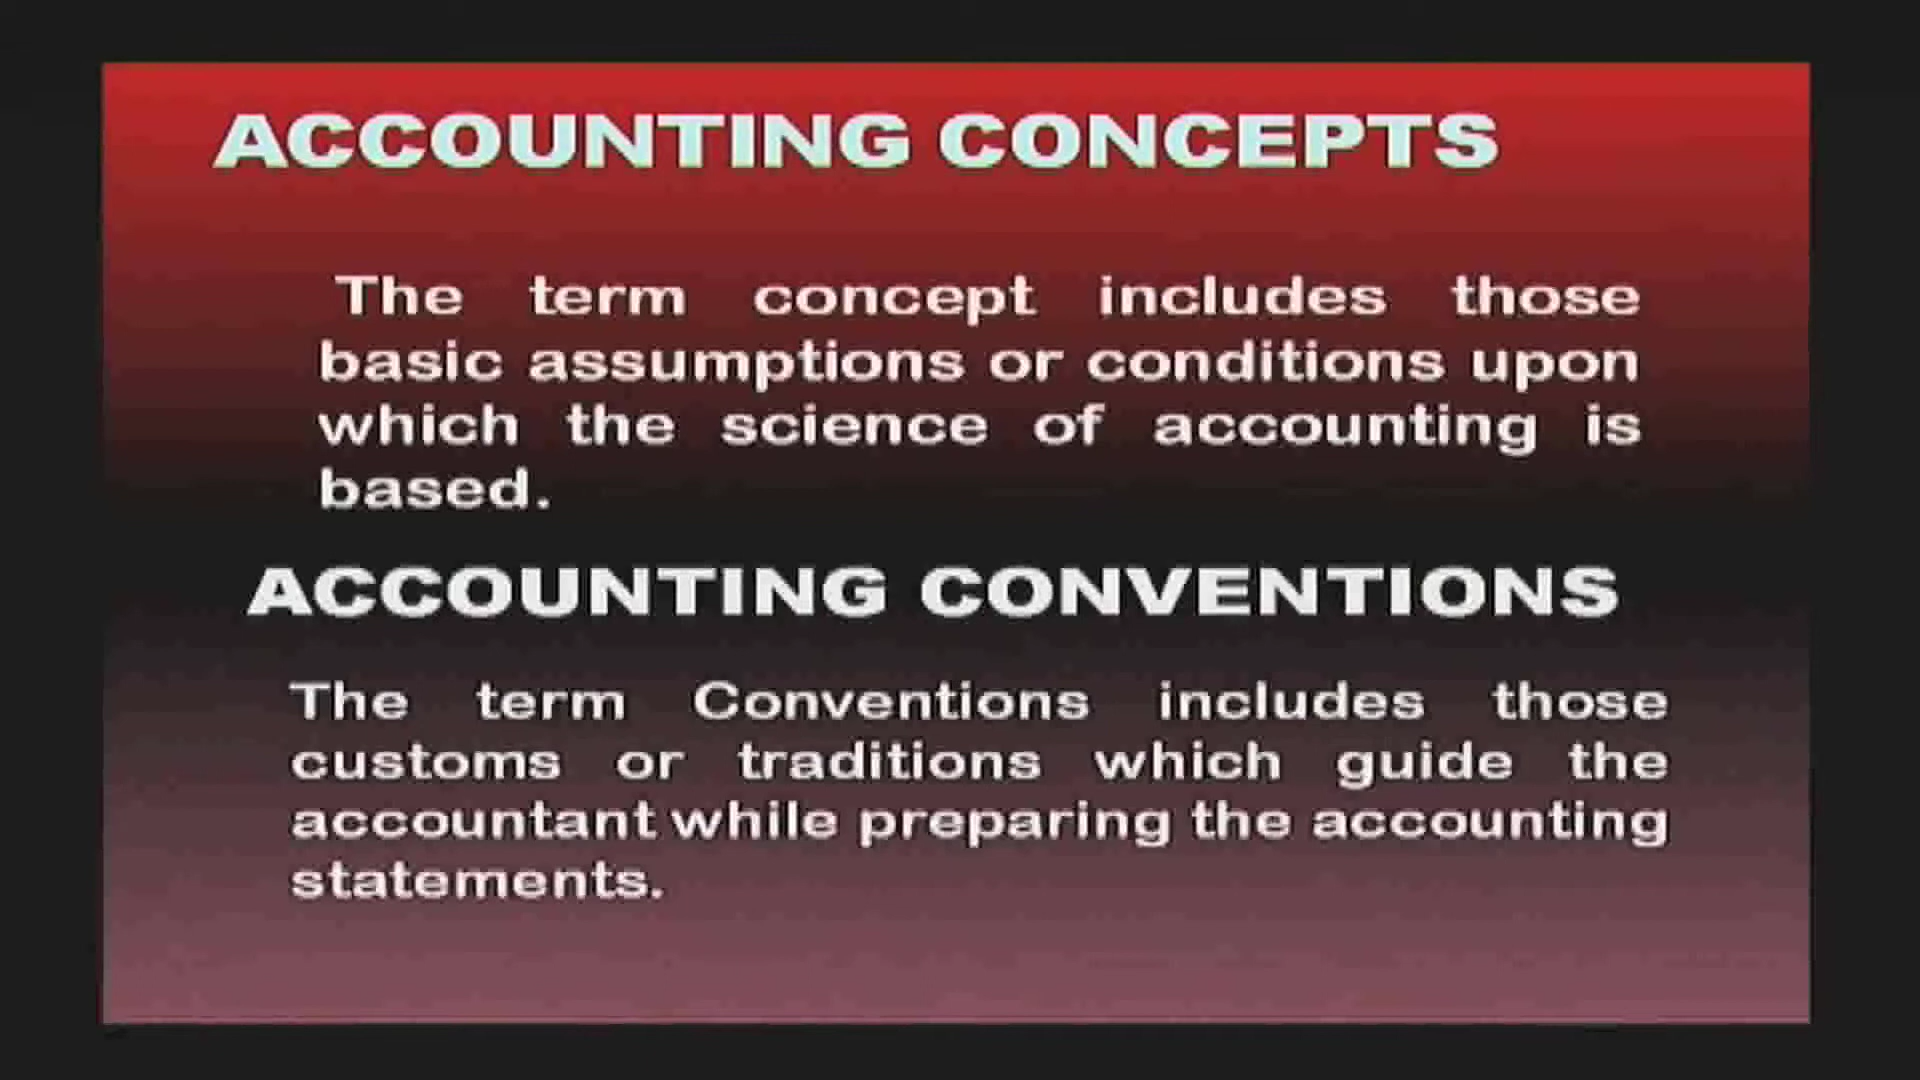 ACCOUNTING CONCEPTS
The term concept includes those
basic assumptions or conditions upon
which the science of accounting is
based.
ACCOUNTING CONVENTIONS
The term Conventions includes those
customs or traditions which guide the
accountant while preparing the accounting
statements.